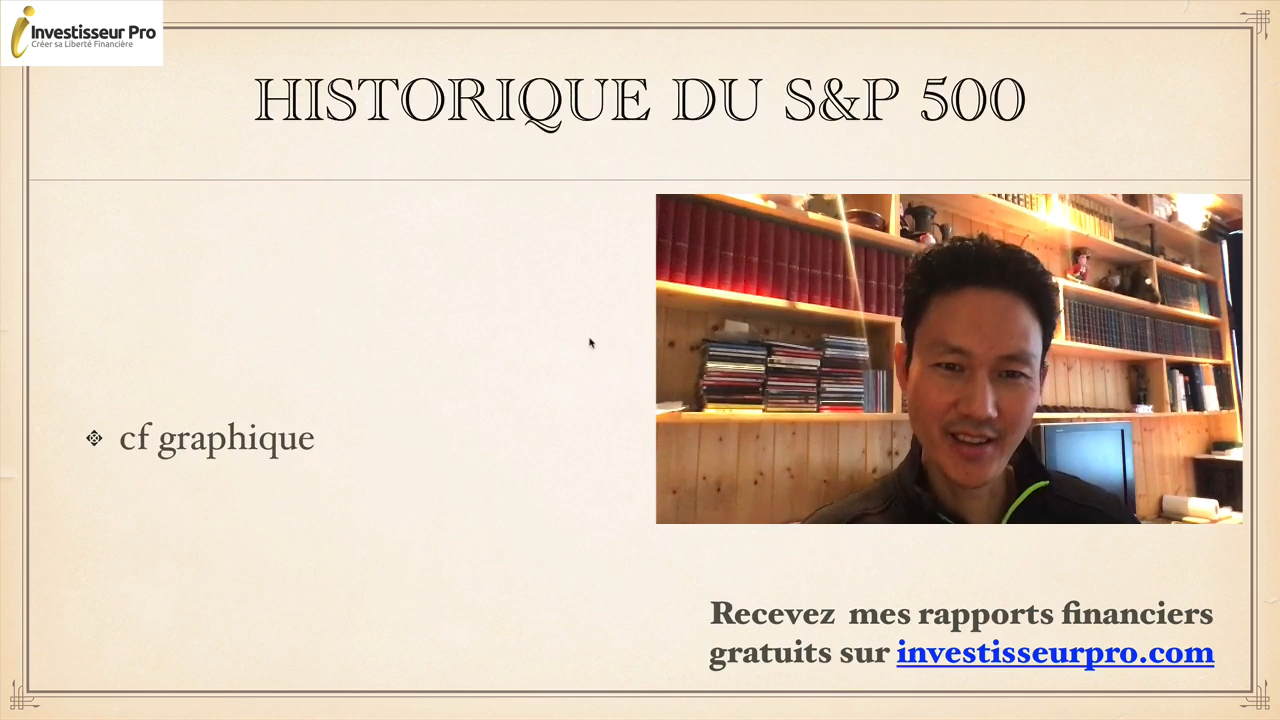 Investisseur Pro
Créer sa Liberté Financière
HISTORIQUE DU S&P 500
cf graphique
Recevez mes rapports financiers
gratuits sur investisseurpro.com